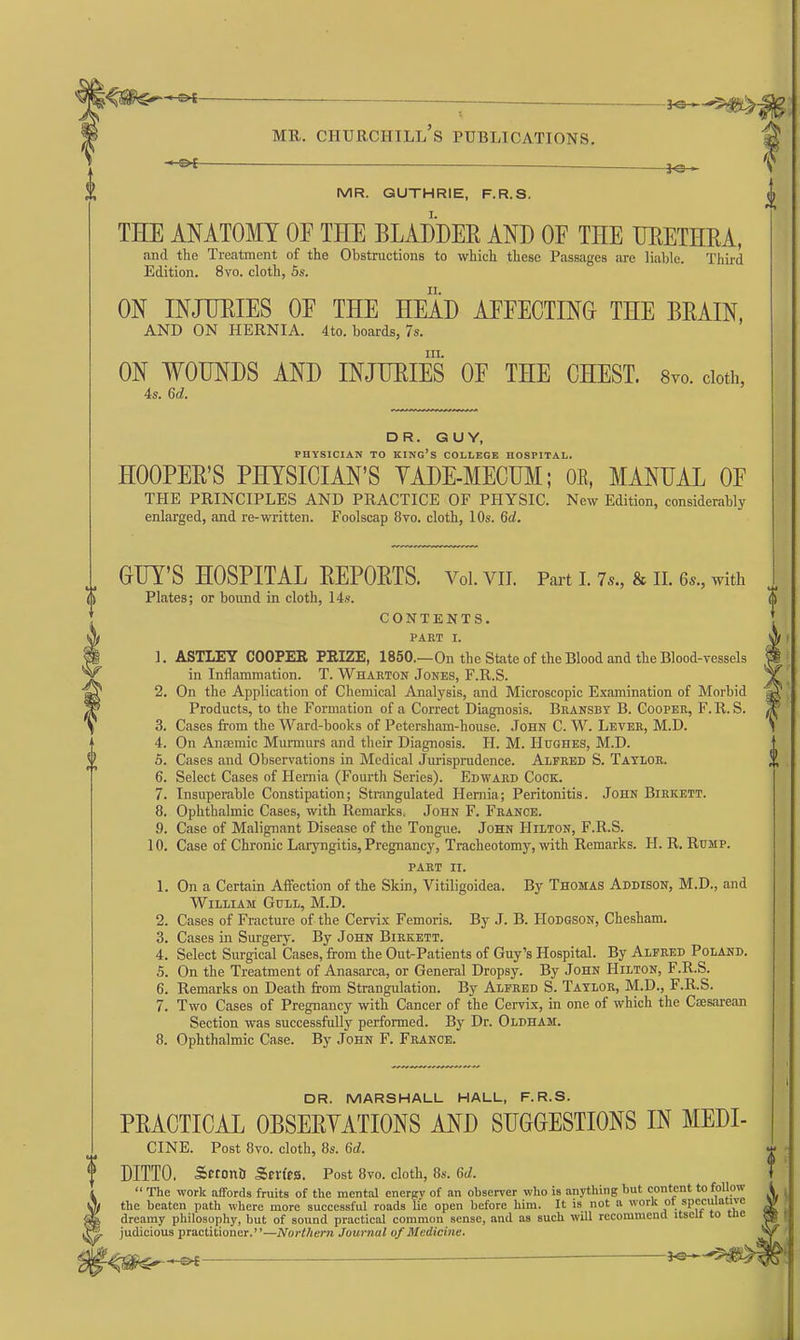 MR. CHURCHILL'S PUBLICATIONS.
MR. GUTHRIE, F.R.S.
I.
THE ANATOMY OF THE BLADDER AND OF THE URETHRA,
and the Treatment of the Obstructions to which these Passages are liable. Third
Edition. 8vo. cloth, 5s.
II.
ON INJURIES OF THE HEAD AFFECTING THE BRAIN,
AND ON HERNIA. 4to. boards, 7s.
III.
ON WOUNDS AND INJURIES OF THE CHEST. 8vo. cloth,
4s. 6d.
DR. GUY,
PHYSICIAN TO KING'S COLLEGE HOSPITAL.
HOOPER'S PHYSICIAN'S VADE-MECUM; OR, MANUAL OF
THE PRINCIPLES AND PRACTICE OF PHYSIC. New Edition, considerably
enlarged, and re-written. Foolscap 8vo. cloth, 10s. 6d.
GUY'S HOSPITAL REPORTS. Vol. VII. Part I. 7s., & II. 6s., with
Plates; or bound in cloth, 14s.
CONTENTS.
PART I.
1. ASTLEY COOPER PRIZE, 1850.—On the State of the Blood and the Blood-vessels
in Inflammation. T. WHARTON JONES, F.R.S.
2. On the Application of Chemical Analysis, and Microscopic Examination of Morbid
Products, to the Formation of a Correct Diagnosis. BRANSBY B. COOPER, F.R.S.
3. Cases from the Ward-books of Petersham-house. JOHN C. W. LEVER, M.D.
4. On Anæmic Murmurs and their Diagnosis. H. M. HUGHES, M.D.
5. Cases and Observations in Medical Jurisprudence. ALFRED S. TAYLOR.
6. Select Cases of Hernia (Fourth Series). EDWARD COCK.
7. Insuperable Constipation; Strangulated Hernia; Peritonitis. JOHN BIRKETT.
8. Ophthalmic Cases, with Remarks. JOHN F. FRANCE.
9. Case of Malignant Disease of the Tongue. JOHN HILTON, F.R.S.
10. Case of Chronic Laryngitis, Pregnancy, Tracheotomy, with Remarks. H. R. RUMP.
PART II.
1. On a Certain Affection of the Skin, Vitiligoidea. By THOMAS ADDISON, M.D., and
WILLIAM GULL, M.D.
2. Cases of Fracture of the Cervix Femoris. By J. B. HODGSON, Chesham.
3. Cases in Surgery. By JOHN BIRKETT.
4. Select Surgical Cases, from the Out-Patients of Guy's Hospital. By ALFRED POLAND.
5. On the Treatment of Anasarca, or General Dropsy. By JOHN HILTON, F.R.S.
6. Remarks on Death from Strangulation. By ALFRED S. TAYLOR, M.D., F.R.S.
7. Two Cases of Pregnancy with Cancer of the Cervix, in one of which the Cæsarean
Section was successfully performed. By Dr. OLDHAM.
8. Ophthalmic Case. By JOHN F. FRANCE.
DR. MARSHALL HALL, F.R.S.
PRACTICAL OBSERVATIONS AND SUGGESTIONS IN MEDI-
CINE. Post 8vo. cloth, 8s. 6d.
DITTO. Second Series. Post 8vo. cloth, 8s. 6d.
"The work affords fruits of the mental energy of an observer who is anything but content to follow
the beaten path where more successful roads lie open before him. It is not a work of speculative
dreamy philosophy, but of sound practical common sense, and as such will recommend itself to the
judicious practitioner."—Northern Journal of Medicine.